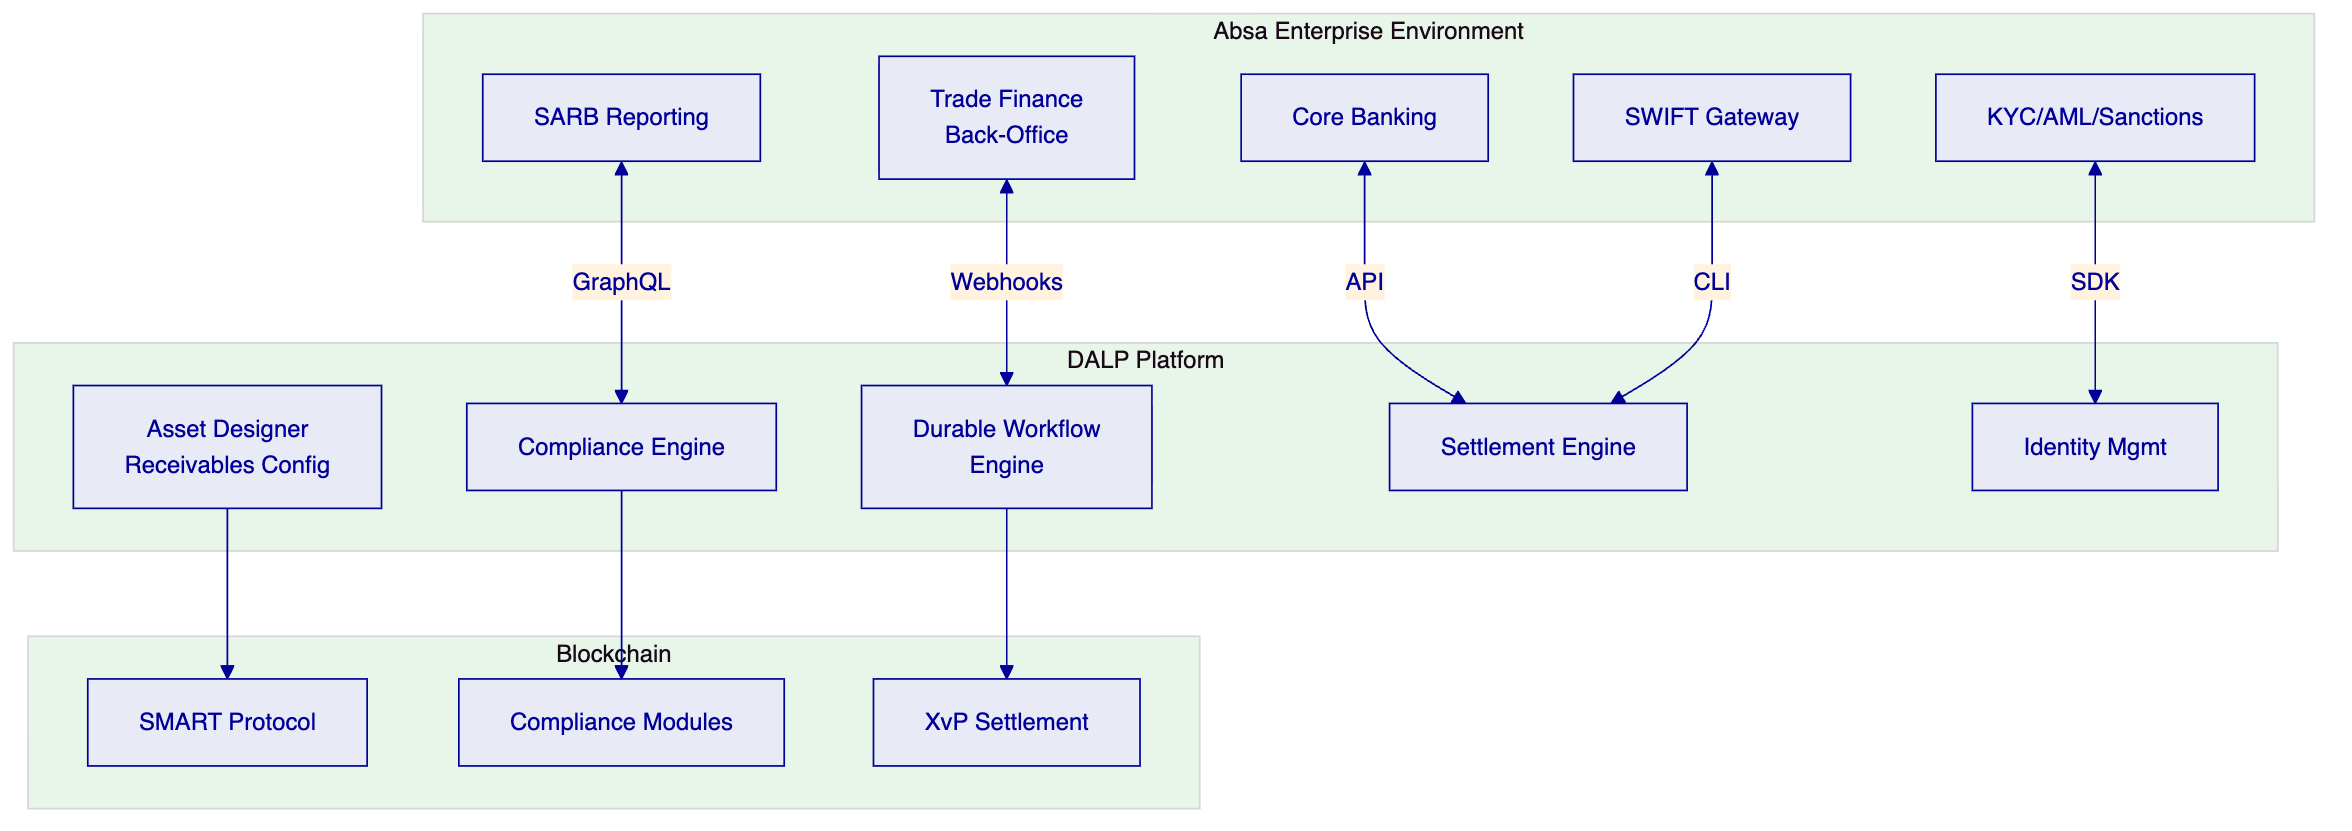 Absa Enterprise Environment
SARB Reporting
Trade Finance
Back-Office
Core Banking
SWIFT Gateway
KYC/AML/Sanctions
GraphQL
Webhooks
API
CLI
SDK
DALP Platform
Asset Designer
Receivables Config
Compliance Engine
Durable Workflow
Engine
Settlement Engine
Identity Mgmt
Blockchain
SMART Protocol
Compliance Modules
XvP Settlement